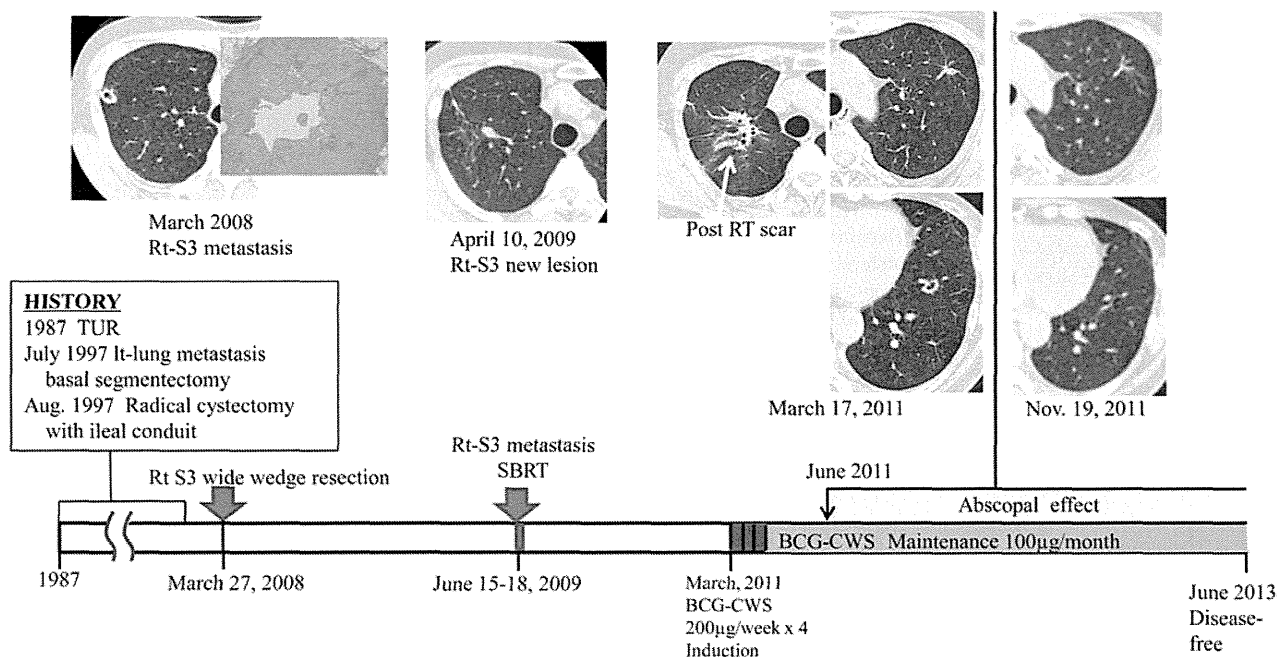 March 2008
Rt-S3 metastasis
April 10, 2009
Rt-S3 new lesion
Post RT scar
March 17, 2011
Nov. 19, 2011
HISTORY
1987 TUR
July 1997 lt-lung metastasis
basal segmentectomy
Aug. 1997 Radical cystectomy
with ileal conduit
Rt S3 wide wedge resection
Rt-S3 metastasis
SBRT
June 2011
Abscopal effect
BCG-CWS Maintenance 100µg/month
1987
March 27, 2008
June 15-18, 2009
March, 2011
BCG-CWS
200µg/week x 4
Induction
June 2013
Disease-
free